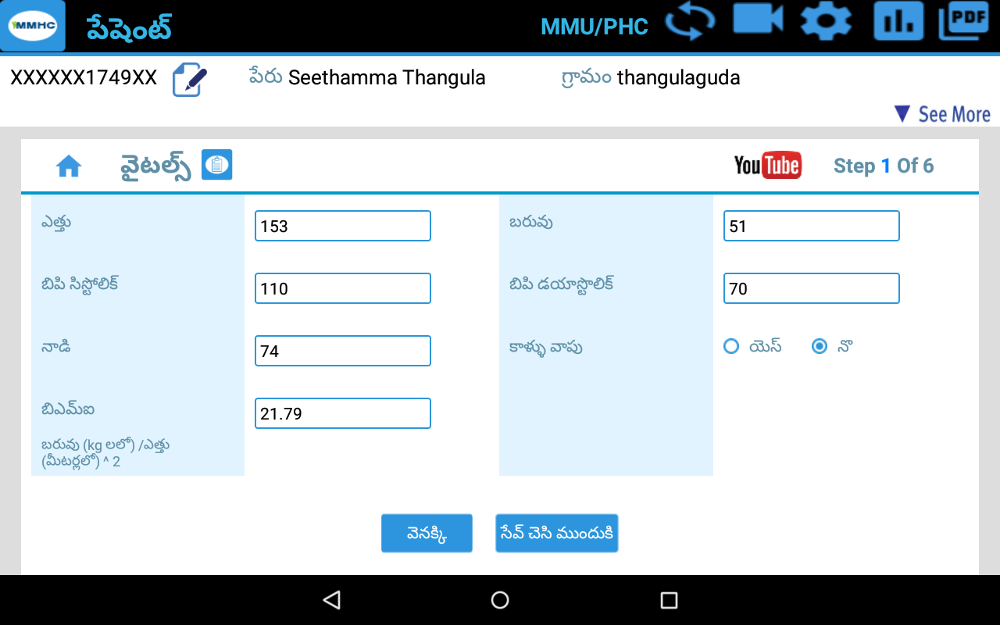 MMHC పేషెంట్ MMU/PHC PDF
XXXXXX1749XX పేరు Seethamma Thangula గ్రామం thangulaguda
▼ See More
వైటల్స్ YouTube Step 1 Of 6
ఎత్తు 153 బరువు 51
బిపి సిస్టోలిక్ 110 బిపి డయాస్టొలిక్ 70
నాడి 74 కాళ్ళు వాపు యెస్ నొ
బిఎమ్ఐ 21.79
బరువు (kg లలో) /ఎత్తు
(మీటర్లలో) ^ 2
వెనక్కి సేవ్ చెసి ముందుకి